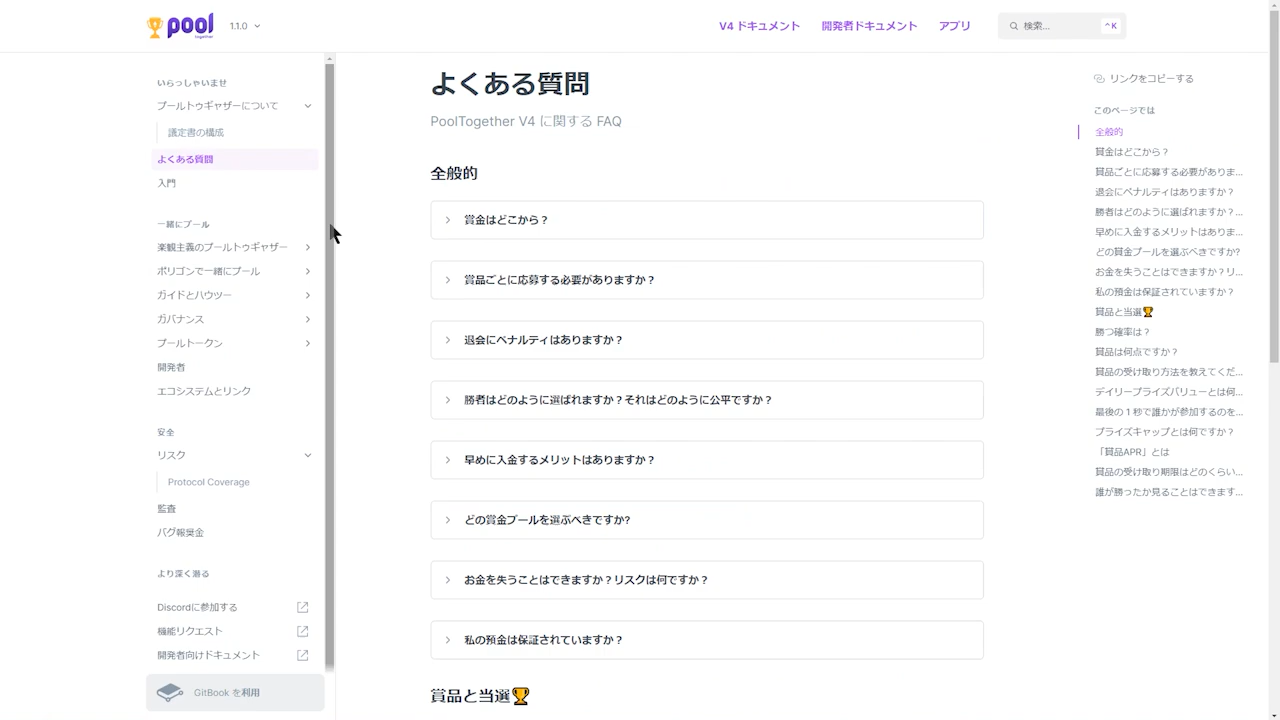 pool
together
1.1.0
V4 ドキュメント
開発者ドキュメント
アプリ
検索...
^K
いらっしゃいませ
プールトゥギャザーについて
議定書の構成
よくある質問
入門
一緒にプール
楽観主義のプールトゥギャザー
ポリゴンで一緒にプール
ガイドとハウツー
ガバナンス
プールトークン
開発者
エコシステムとリンク
安全
リスク
Protocol Coverage
監査
バグ報奨金
より深く潜る
Discordに参加する
機能リクエスト
開発者向けドキュメント
GitBook を利用
よくある質問
PoolTogether V4 に関する FAQ
全般的
賞金はどこから？
賞品ごとに応募する必要がありますか？
退会にペナルティはありますか？
勝者はどのように選ばれますか？それはどのように公平ですか？
早めに入金するメリットはありますか？
どの賞金プールを選ぶべきですか?
お金を失うことはできますか？リスクは何ですか？
私の預金は保証されていますか？
賞品と当選🏆
リンクをコピーする
このページでは
全般的
賞金はどこから？
賞品ごとに応募する必要がありま...
退会にペナルティはありますか？
勝者はどのように選ばれますか？...
早めに入金するメリットはありま...
どの賞金プールを選ぶべきですか?
お金を失うことはできますか？リ...
私の預金は保証されていますか？
賞品と当選🏆
勝つ確率は？
賞品は何点ですか？
賞品の受け取り方法を教えてくだ...
デイリープライズバリューとは何...
最後の 1 秒で誰かが参加するのを...
プライズキャップとは何ですか？
「賞品APR」とは
賞品の受け取り期限はどのくらい...
誰が勝ったか見ることはできます...